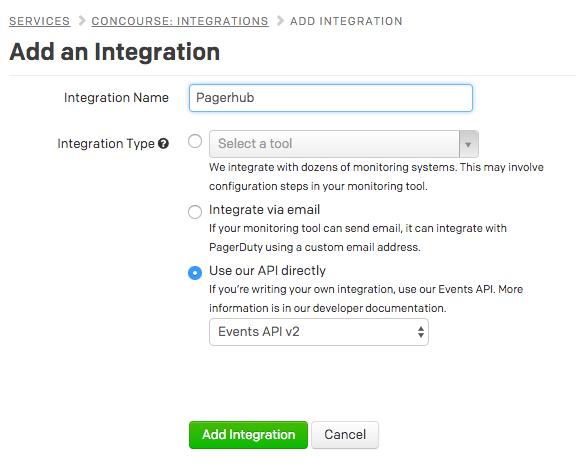 SERVICES > CONCOURSE: INTEGRATIONS > ADD INTEGRATION
Add an Integration
Integration Name Pagerhub
Integration Type ? Select a tool
We integrate with dozens of monitoring systems. This may involve
configuration steps in your monitoring tool.
Integrate via email
If your monitoring tool can send email, it can integrate with
PagerDuty using a custom email address.
Use our API directly
If you're writing your own integration, use our Events API. More
information is in our developer documentation.
Events API v2
Add Integration Cancel